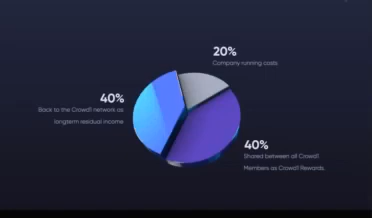 20%
Company running costs
40%
Back to the Crowd1 network as
longterm residual income
40%
Shared between all Crowd1
Members as Crowd1 Rewards.